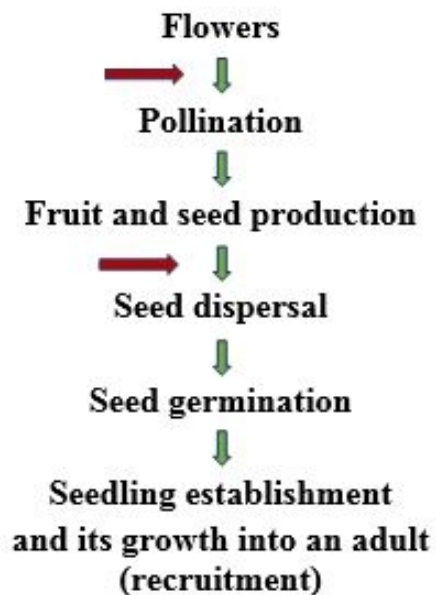 Flowers
Pollination
Fruit and seed production
Seed dispersal
Seed germination
Seedling establishment
and its growth into an adult
(recruitment)